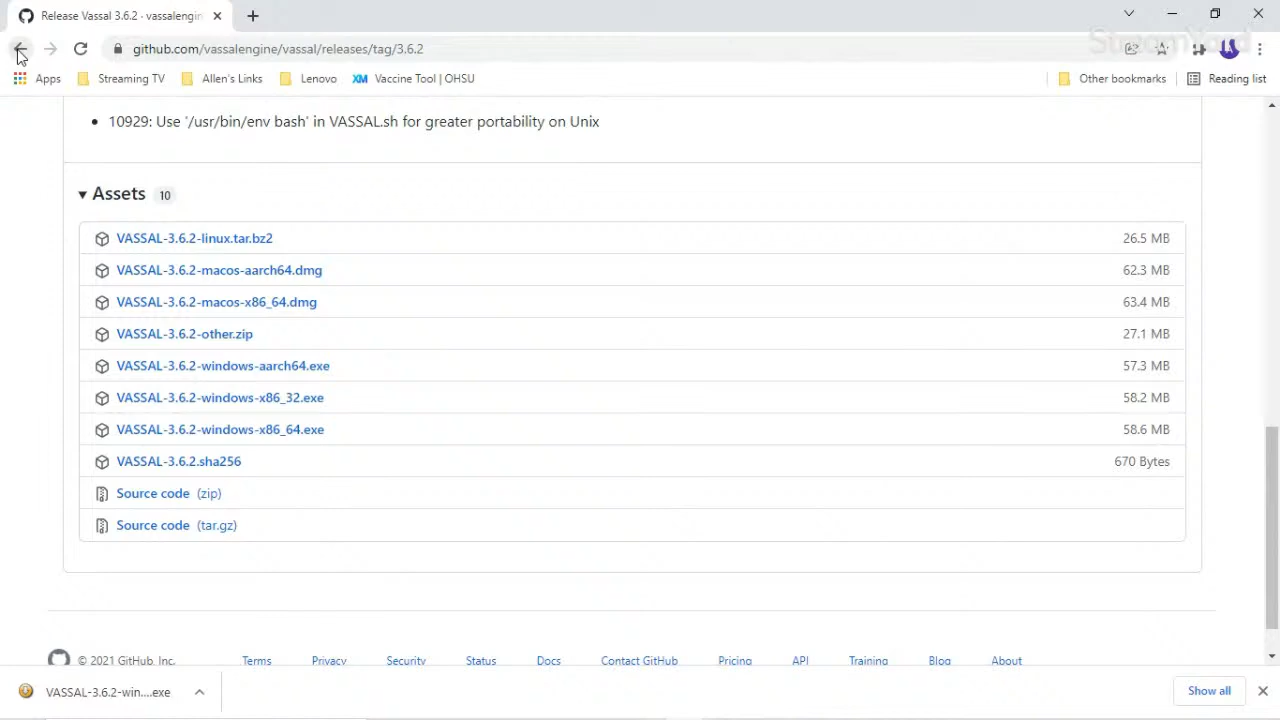 Release Vassal 3.6.2 · vassalengin
github.com/vassalengine/vassal/releases/tag/3.6.2
StreamYard
Apps Streaming TV Allen's Links Lenovo XM Vaccine Tool | OHSU Other bookmarks Reading list
10929: Use '/usr/bin/env bash' in VASSAL.sh for greater portability on Unix
Assets 10
VASSAL-3.6.2-linux.tar.bz2 26.5 MB
VASSAL-3.6.2-macos-aarch64.dmg 62.3 MB
VASSAL-3.6.2-macos-x86_64.dmg 63.4 MB
VASSAL-3.6.2-other.zip 27.1 MB
VASSAL-3.6.2-windows-aarch64.exe 57.3 MB
VASSAL-3.6.2-windows-x86_32.exe 58.2 MB
VASSAL-3.6.2-windows-x86_64.exe 58.6 MB
VASSAL-3.6.2.sha256 670 Bytes
Source code (zip)
Source code (tar.gz)
© 2021 GitHub, Inc. Terms Privacy Security Status Docs Contact GitHub Pricing API Training Blog About
VASSAL-3.6.2-win....exe Show all